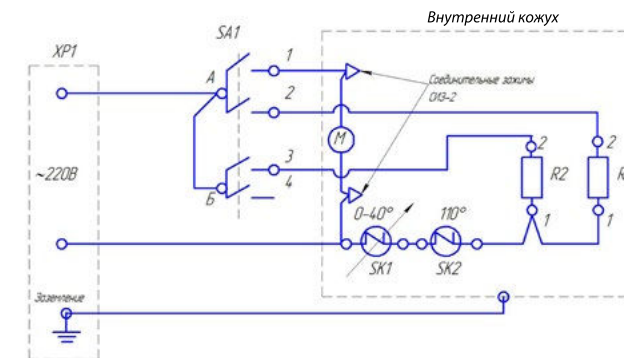 Внутренний кожух
SA1
XP1
1
А
Соединительные зажимы
СИЗ-2
2
М
3
2
2
~220В
4
R2
R
Б
0-40°
110°
1
1
SK1
SK2
Заземление